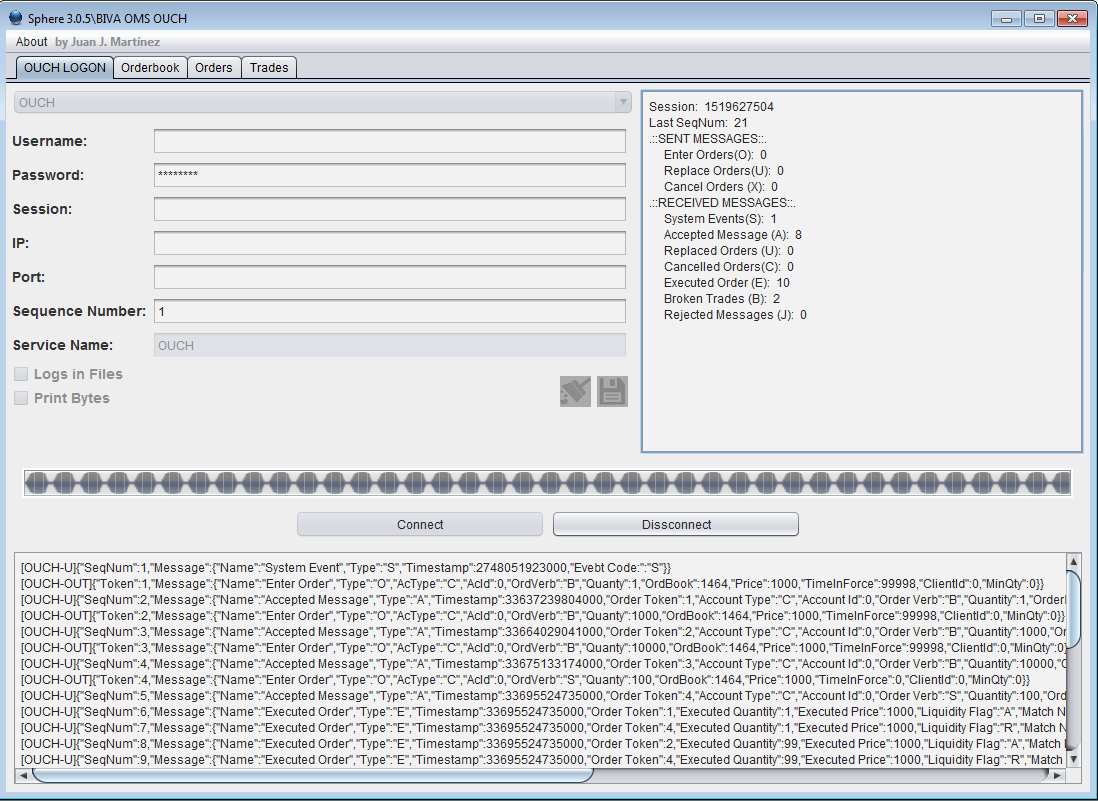 Sphere 3.0.5\BIVA OMS OUCH
About by Juan J. Martínez
OUCH LOGON Orderbook Orders Trades
OUCH
Username:
Password: ********
Session:
IP:
Port:
Sequence Number: 1
Service Name: OUCH
Logs in Files
Print Bytes
Session: 1519627504
Last SeqNum: 21
.::SENT MESSAGES::.
Enter Orders(O): 0
Replace Orders(U): 0
Cancel Orders (X): 0
.::RECEIVED MESSAGES::.
System Events(S): 1
Accepted Message (A): 8
Replaced Orders (U): 0
Cancelled Orders(C): 0
Executed Order (E): 10
Broken Trades (B): 2
Rejected Messages (J): 0
Connect Dissconnect
[OUCH-U]{"SeqNum":1,"Message":{"Name":"System Event","Type":"S","Timestamp":2748051923000,"Evebt Code:":"S"}}
[OUCH-OUT]{"Token":1,"Message":{"Name":"Enter Order","Type":"O","AcType":"C","AcId":0,"OrdVerb":"B","Quanty":1,"OrdBook":1464,"Price":1000,"TimeInForce":99998,"ClientId":0,"MinQty":0}}
[OUCH-U]{"SeqNum":2,"Message":{"Name":"Accepted Message","Type":"A","Timestamp":33637239804000,"Order Token":1,"Account Type":"C","Account Id":0,"Order Verb":"B","Quantity":1,"Orderl
[OUCH-OUT]{"Token":2,"Message":{"Name":"Enter Order","Type":"O","AcType":"C","AcId":0,"OrdVerb":"B","Quanty":1000,"OrdBook":1464,"Price":1000,"TimeInForce":99998,"ClientId":0,"MinQty":0}}
[OUCH-U]{"SeqNum":3,"Message":{"Name":"Accepted Message","Type":"A","Timestamp":33664029041000,"Order Token":2,"Account Type":"C","Account Id":0,"Order Verb":"B","Quantity":1000,"Or
[OUCH-OUT]{"Token":3,"Message":{"Name":"Enter Order","Type":"O","AcType":"C","AcId":0,"OrdVerb":"B","Quanty":10000,"OrdBook":1464,"Price":1000,"TimeInForce":99998,"ClientId":0,"MinQty":0}
[OUCH-U]{"SeqNum":4,"Message":{"Name":"Accepted Message","Type":"A","Timestamp":33675133174000,"Order Token":3,"Account Type":"C","Account Id":0,"Order Verb":"B","Quantity":10000,"C
[OUCH-OUT]{"Token":4,"Message":{"Name":"Enter Order","Type":"O","AcType":"C","AcId":0,"OrdVerb":"S","Quanty":100,"OrdBook":1464,"Price":1000,"TimeInForce":0,"ClientId":0,"MinQty":0}}
[OUCH-U]{"SeqNum":5,"Message":{"Name":"Accepted Message","Type":"A","Timestamp":33695524735000,"Order Token":4,"Account Type":"C","Account Id":0,"Order Verb":"S","Quantity":100,"Ord
[OUCH-U]{"SeqNum":6,"Message":{"Name":"Executed Order","Type":"E","Timestamp":33695524735000,"Order Token":1,"Executed Quantity":1,"Executed Price":1000,"Liquidity Flag":"A","Match N
[OUCH-U]{"SeqNum":7,"Message":{"Name":"Executed Order","Type":"E","Timestamp":33695524735000,"Order Token":4,"Executed Quantity":1,"Executed Price":1000,"Liquidity Flag":"R","Match N
[OUCH-U]{"SeqNum":8,"Message":{"Name":"Executed Order","Type":"E","Timestamp":33695524735000,"Order Token":2,"Executed Quantity":99,"Executed Price":1000,"Liquidity Flag":"A","Match
[OUCH-U]{"SeqNum":9,"Message":{"Name":"Executed Order","Type":"E","Timestamp":33695524735000,"Order Token":4,"Executed Quantity":99,"Executed Price":1000,"Liquidity Flag":"R","Match